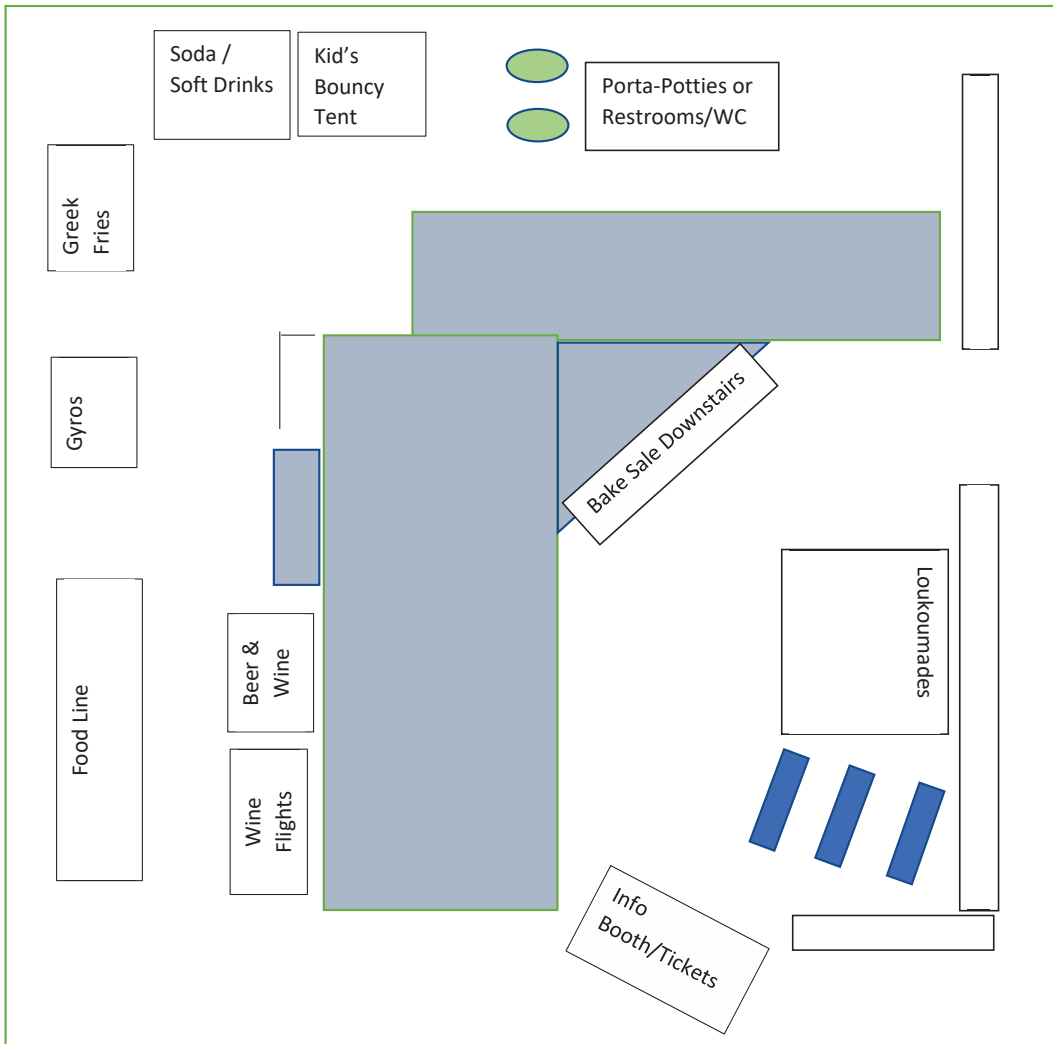 Soda /
Soft Drinks
Kid’s
Bouncy
Tent
Porta-Potties or
Restrooms/WC
Greek
Fries
Gyros
Bake Sale Downstairs
Loukoumades
Beer &
Wine
Food Line
Wine
Flights
Info
Booth/Tickets